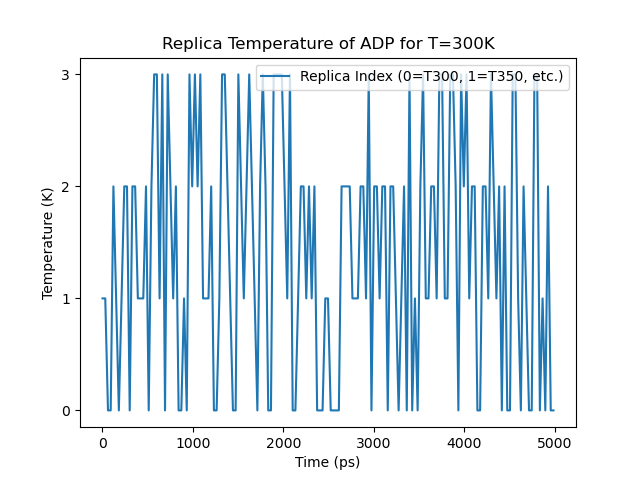 Replica Temperature of ADP for T=300K
Replica Index (0=T300, 1=T350, etc.)
Temperature (K)
3
2
1
0
0 1000 2000 3000 4000 5000
Time (ps)